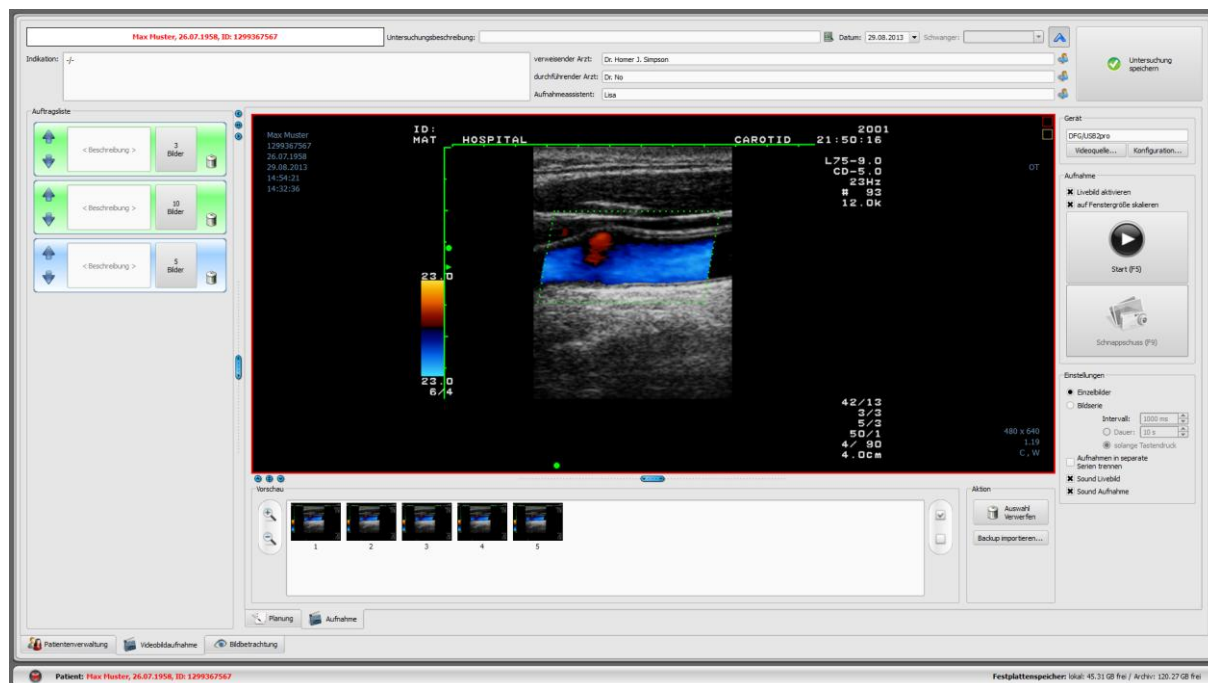 Max Muster, 26.07.1958, ID: 1299367567
Untersuchungsbeschreibung:
Datum: 29.08.2013
Schwanger:
Untersuchung speichern
Indikation: -/-
verweisender Arzt: Dr. Homer J. Simpson
durchführender Arzt: Dr. No
Aufnahmeassistent: Lisa
Auftragsliste
< Beschreibung >
3 Bilder
< Beschreibung >
10 Bilder
< Beschreibung >
5 Bilder
Max Muster
1299367567
26.07.1958
29.08.2013
14:54:21
14:32:36
ID:
2001
MAT HOSPITAL CAROTID 21:50:16
L75-9.0
CD-5.0
23Hz
# 93
12.0k
OT
23.0
23.0
6/4
42/13
3/3
5/3
50/1
4/ 90
4.0cm
480 x 640
1.19
C , W
Gerät
DFG/USB2pro
Videoquelle...
Konfiguration...
Aufnahme
Livebild aktivieren
auf Fenstergröße skalieren
Start (F5)
Schnappschuss (F9)
Einstellungen
Einzelbilder
Bildserie
Intervall: 1000 ms
Dauer: 10 s
solange Tastendruck
Aufnahmen in separate
Serien trennen
Sound Livebild
Sound Aufnahme
Vorschau
1 2 3 4 5
Aktion
Auswahl
Verwerfen
Backup importieren...
Planung
Aufnahme
Patientenverwaltung
Videobildaufnahme
Bildbetrachtung
Patient: Max Muster, 26.07.1958, ID: 1299367567
Festplattenspeicher: lokal: 45.31 GB frei / Archiv: 120.27 GB frei